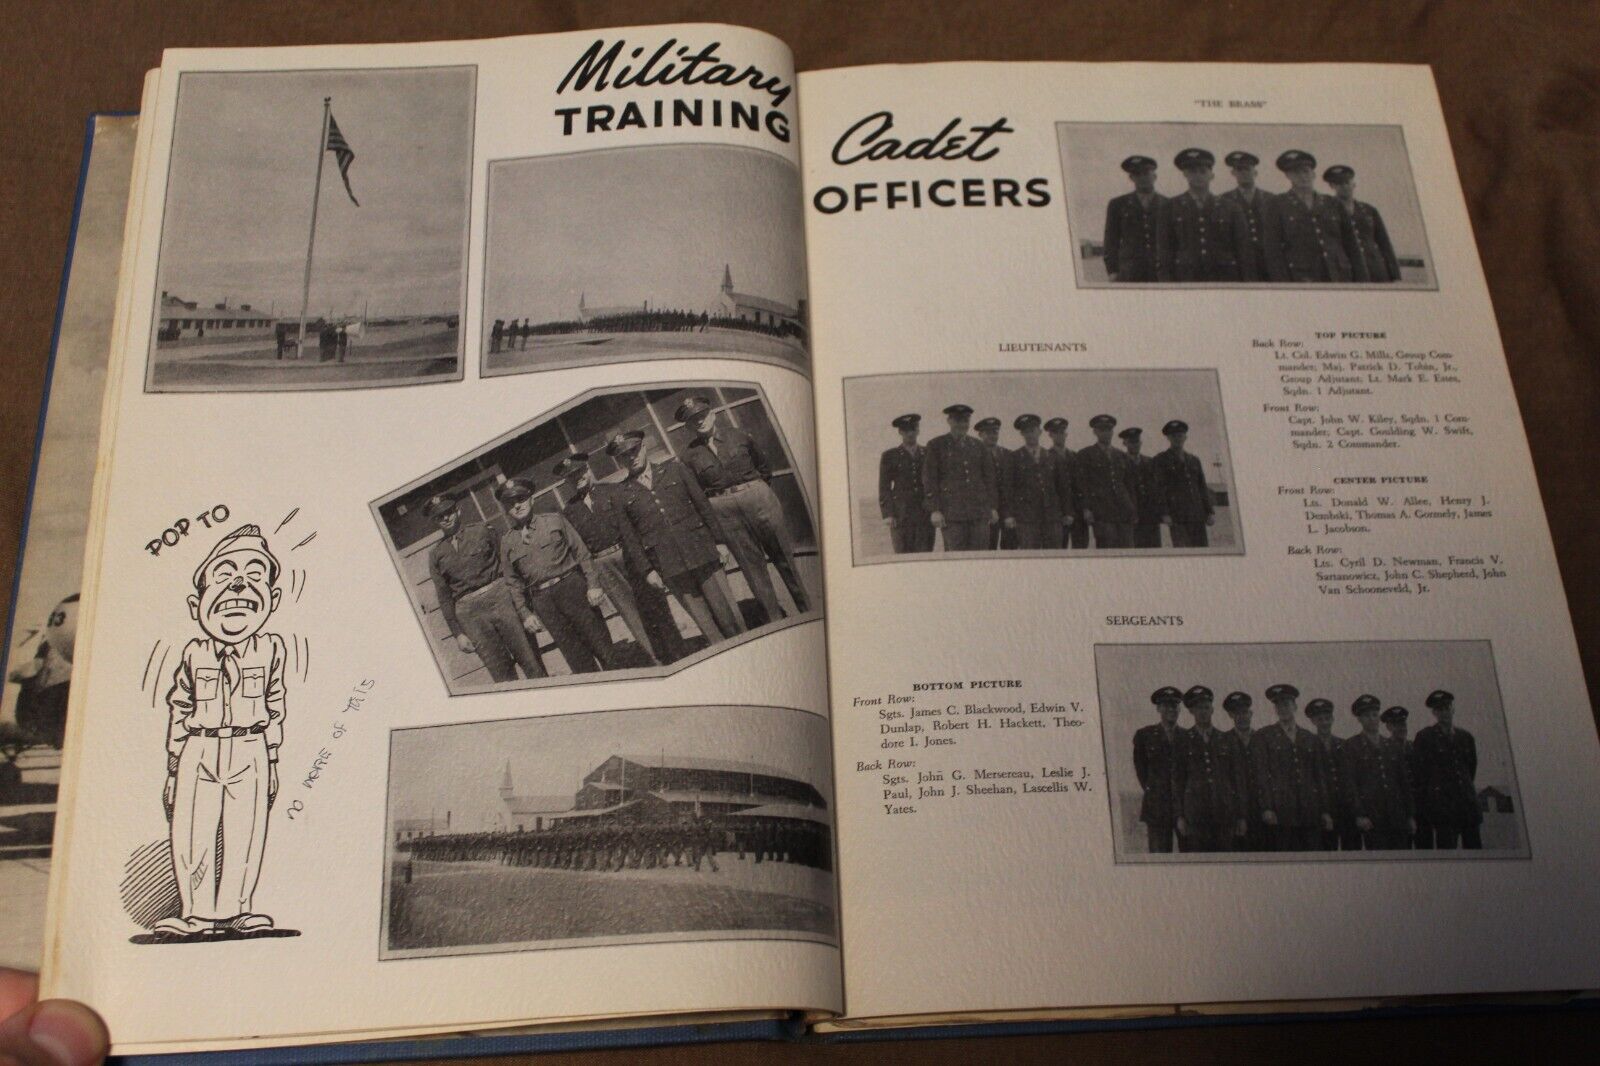 Military
TRAINING
POP TO
NO MORE OF THIS
Cadet
OFFICERS
"THE BRASS"
TOP PICTURE
Back Row:
Lt. Col. Edwin G. Mills, Group Com-
mander; Maj. Patrick D. Tobin, Jr.,
Group Adjutant; Lt. Mark E. Estes,
Sqdn. 1 Adjutant.
Front Row:
Capt. John W. Kiley, Sqdn. 1 Com-
mander; Capt. Goulding W. Swift,
Sqdn. 2 Commander.
LIEUTENANTS
CENTER PICTURE
Front Row:
Lts. Donald W. Allee, Henry J.
Dembski, Thomas A. Gormely, James
L. Jacobson.
Back Row:
Lts. Cyril D. Newman, Francis V.
Sartanowicz, John C. Shepherd, John
Van Schooneveld, Jr.
SERGEANTS
BOTTOM PICTURE
Front Row:
Sgts. James C. Blackwood, Edwin V.
Dunlap, Robert H. Hackett, Theo-
dore I. Jones.
Back Row:
Sgts. John G. Mersereau, Leslie J.
Paul, John J. Sheehan, Lascellis W.
Yates.